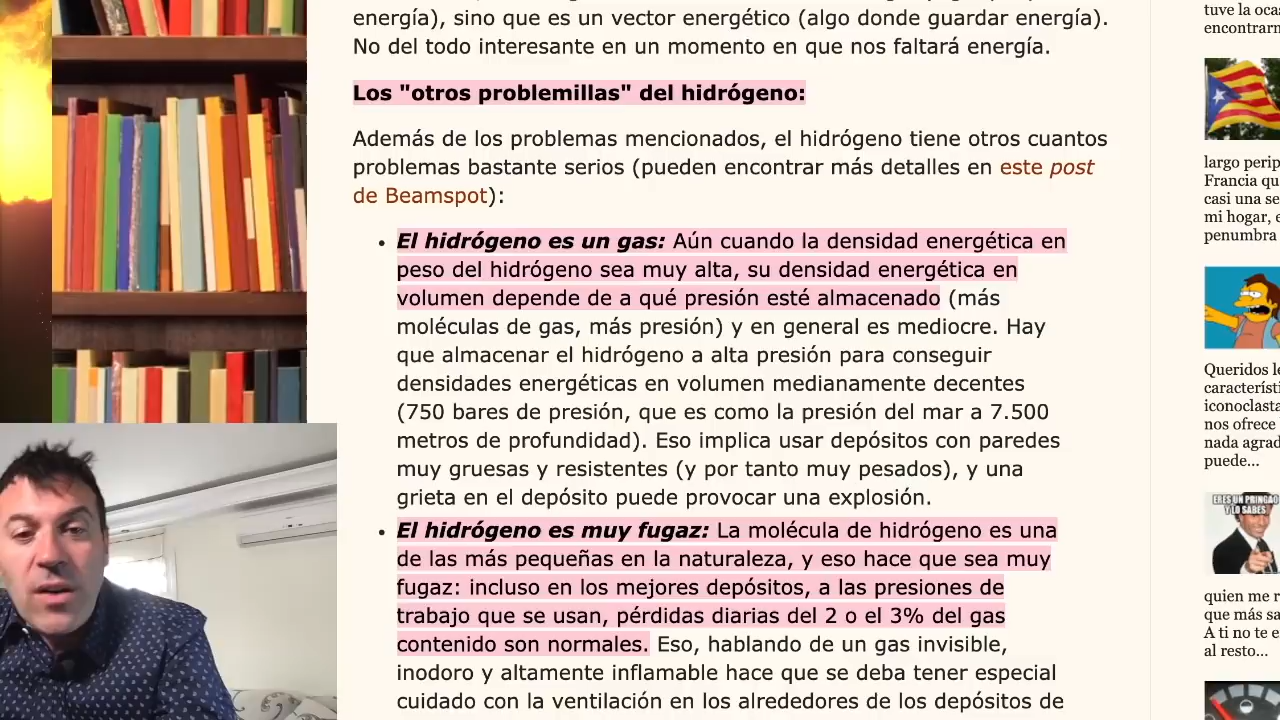 energía), sino que es un vector energético (algo donde guardar energía).
No del todo interesante en un momento en que nos faltará energía.
Los "otros problemillas" del hidrógeno:
Además de los problemas mencionados, el hidrógeno tiene otros cuantos
problemas bastante serios (pueden encontrar más detalles en este post
de Beamspot):
• El hidrógeno es un gas: Aún cuando la densidad energética en
peso del hidrógeno sea muy alta, su densidad energética en
volumen depende de a qué presión esté almacenado (más
moléculas de gas, más presión) y en general es mediocre. Hay
que almacenar el hidrógeno a alta presión para conseguir
densidades energéticas en volumen medianamente decentes
(750 bares de presión, que es como la presión del mar a 7.500
metros de profundidad). Eso implica usar depósitos con paredes
muy gruesas y resistentes (y por tanto muy pesados), y una
grieta en el depósito puede provocar una explosión.
• El hidrógeno es muy fugaz: La molécula de hidrógeno es una
de las más pequeñas en la naturaleza, y eso hace que sea muy
fugaz: incluso en los mejores depósitos, a las presiones de
trabajo que se usan, pérdidas diarias del 2 o el 3% del gas
contenido son normales. Eso, hablando de un gas invisible,
inodoro y altamente inflamable hace que se deba tener especial
cuidado con la ventilación en los alrededores de los depósitos de
tuve la ocas
encontrarn
largo perip
Francia qu
casi una se
mi hogar, e
penumbra
Queridos le
característi
iconoclasta
nos ofrece
nada agrad
puede...
ERES UN PRINGAO
Y LO SABES
quien me r
que más sa
A ti no te e
al resto...